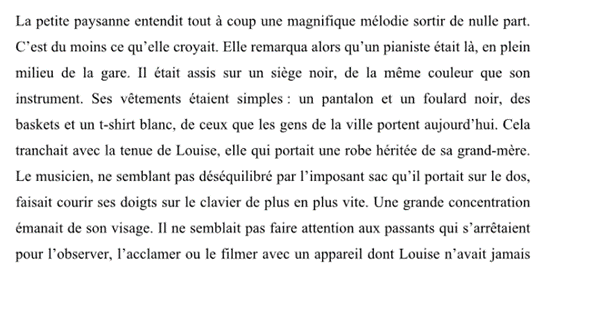 La petite paysanne entendit tout à coup une magnifique mélodie sortir de nulle part.
C’est du moins ce qu’elle croyait. Elle remarqua alors qu’un pianiste était là, en plein
milieu de la gare. Il était assis sur un siège noir, de la même couleur que son
instrument. Ses vêtements étaient simples : un pantalon et un foulard noir, des
baskets et un t-shirt blanc, de ceux que les gens de la ville portent aujourd’hui. Cela
tranchait avec la tenue de Louise, elle qui portait une robe héritée de sa grand-mère.
Le musicien, ne semblant pas déséquilibré par l’imposant sac qu’il portait sur le dos,
faisait courir ses doigts sur le clavier de plus en plus vite. Une grande concentration
émanait de son visage. Il ne semblait pas faire attention aux passants qui s’arrêtaient
pour l’observer, l’acclamer ou le filmer avec un appareil dont Louise n’avait jamais